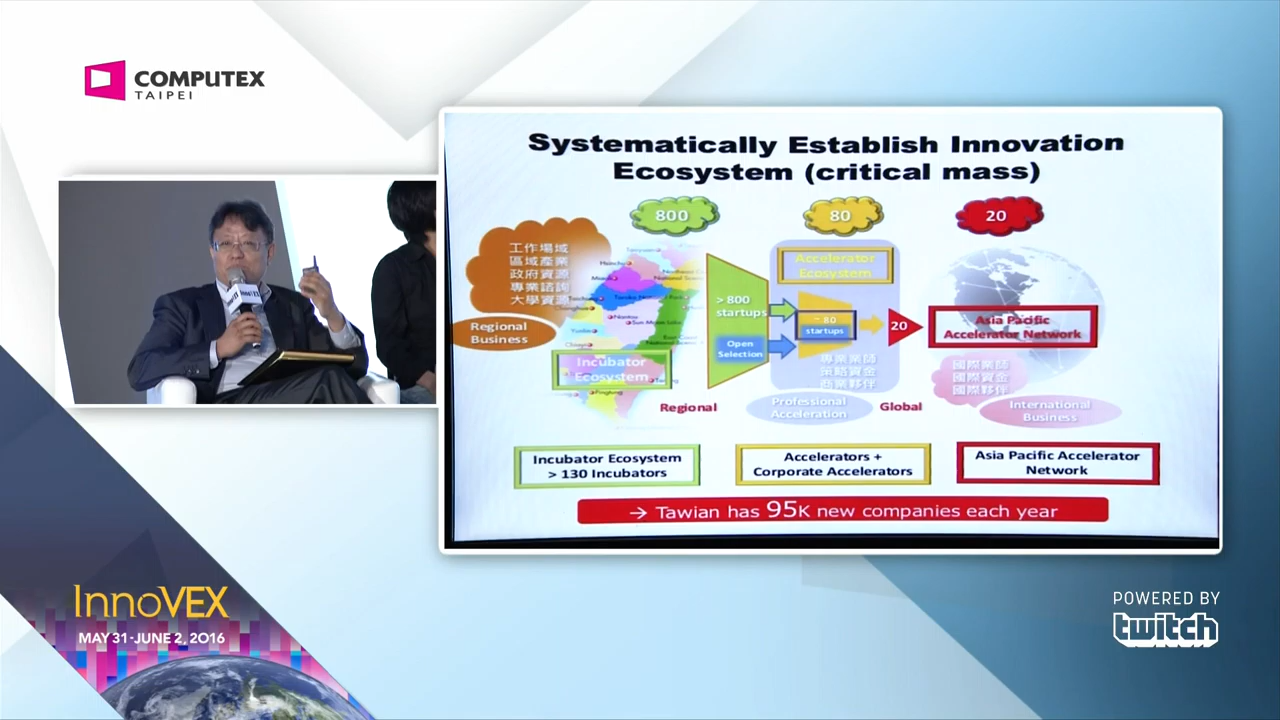 COMPUTEX
TAIPEI
Systematically Establish Innovation
Ecosystem (critical mass)
800
80
20
工作場域
區域產業
政府資源
專業諮詢
大學資源
Regional
Business
Incubator
Ecosystem
> 800
startups
Open
Selection
Accelerator
Ecosystem
~ 80
startups
20
Asia Pacific
Accelerator Network
專業業師
策略資金
商業夥伴
國際業師
國際資金
國際夥伴
Regional
Professional
Acceleration
Global
International
Business
Incubator Ecosystem
> 130 Incubators
Accelerators +
Corporate Accelerators
Asia Pacific Accelerator
Network
→ Tawian has 95K new companies each year
InnoVEX
MAY 31-JUNE 2, 2016
POWERED BY
twitch